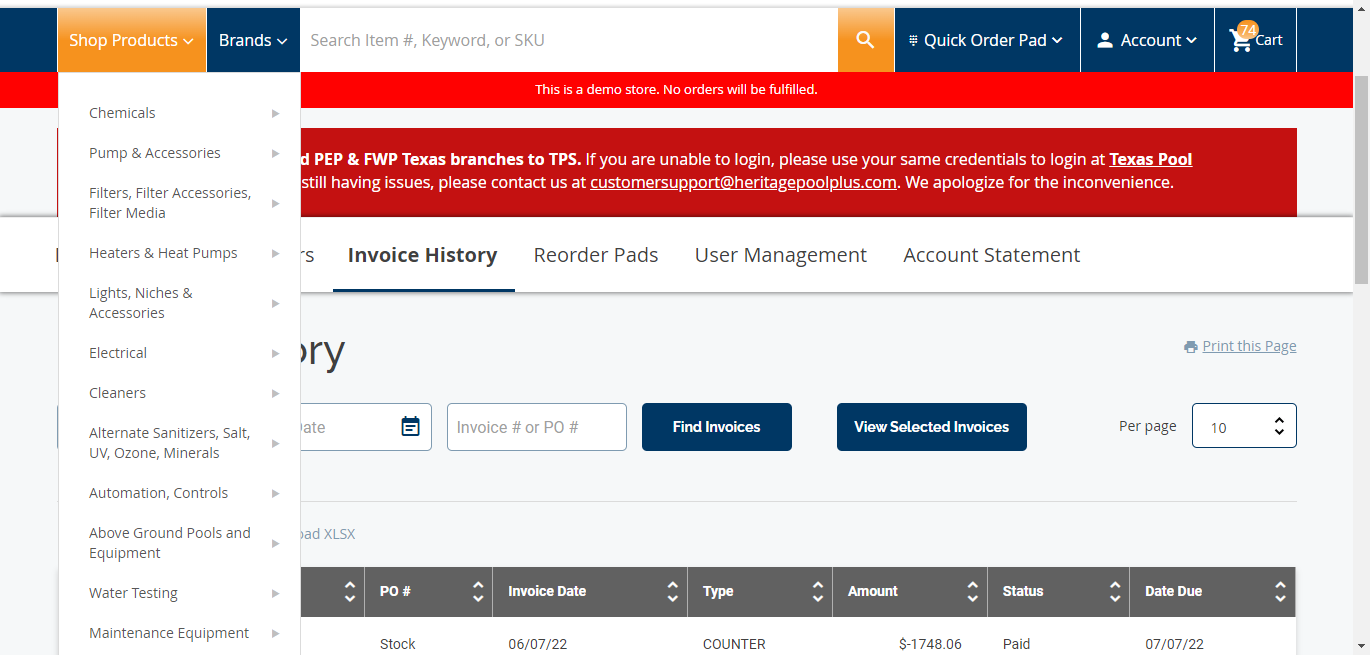 Shop Products
Brands
Search Item #, Keyword, or SKU
Quick Order Pad
Account
74
Cart
This is a demo store. No orders will be fulfilled.
Chemicals
Pump & Accessories
Filters, Filter Accessories,
Filter Media
Heaters & Heat Pumps
Lights, Niches &
Accessories
Electrical
Cleaners
Alternate Sanitizers, Salt,
UV, Ozone, Minerals
Automation, Controls
Above Ground Pools and
Equipment
Water Testing
Maintenance Equipment
PEP & FWP Texas branches to TPS. If you are unable to login, please use your same credentials to login at Texas Pool
still having issues, please contact us at customersupport@heritagepoolplus.com. We apologize for the inconvenience.
Invoice History
Reorder Pads
User Management
Account Statement
Print this Page
Invoice # or PO #
Find Invoices
View Selected Invoices
Per page
10
XLSX
PO #
Invoice Date
Type
Amount
Status
Date Due
Stock
06/07/22
COUNTER
$-1748.06
Paid
07/07/22